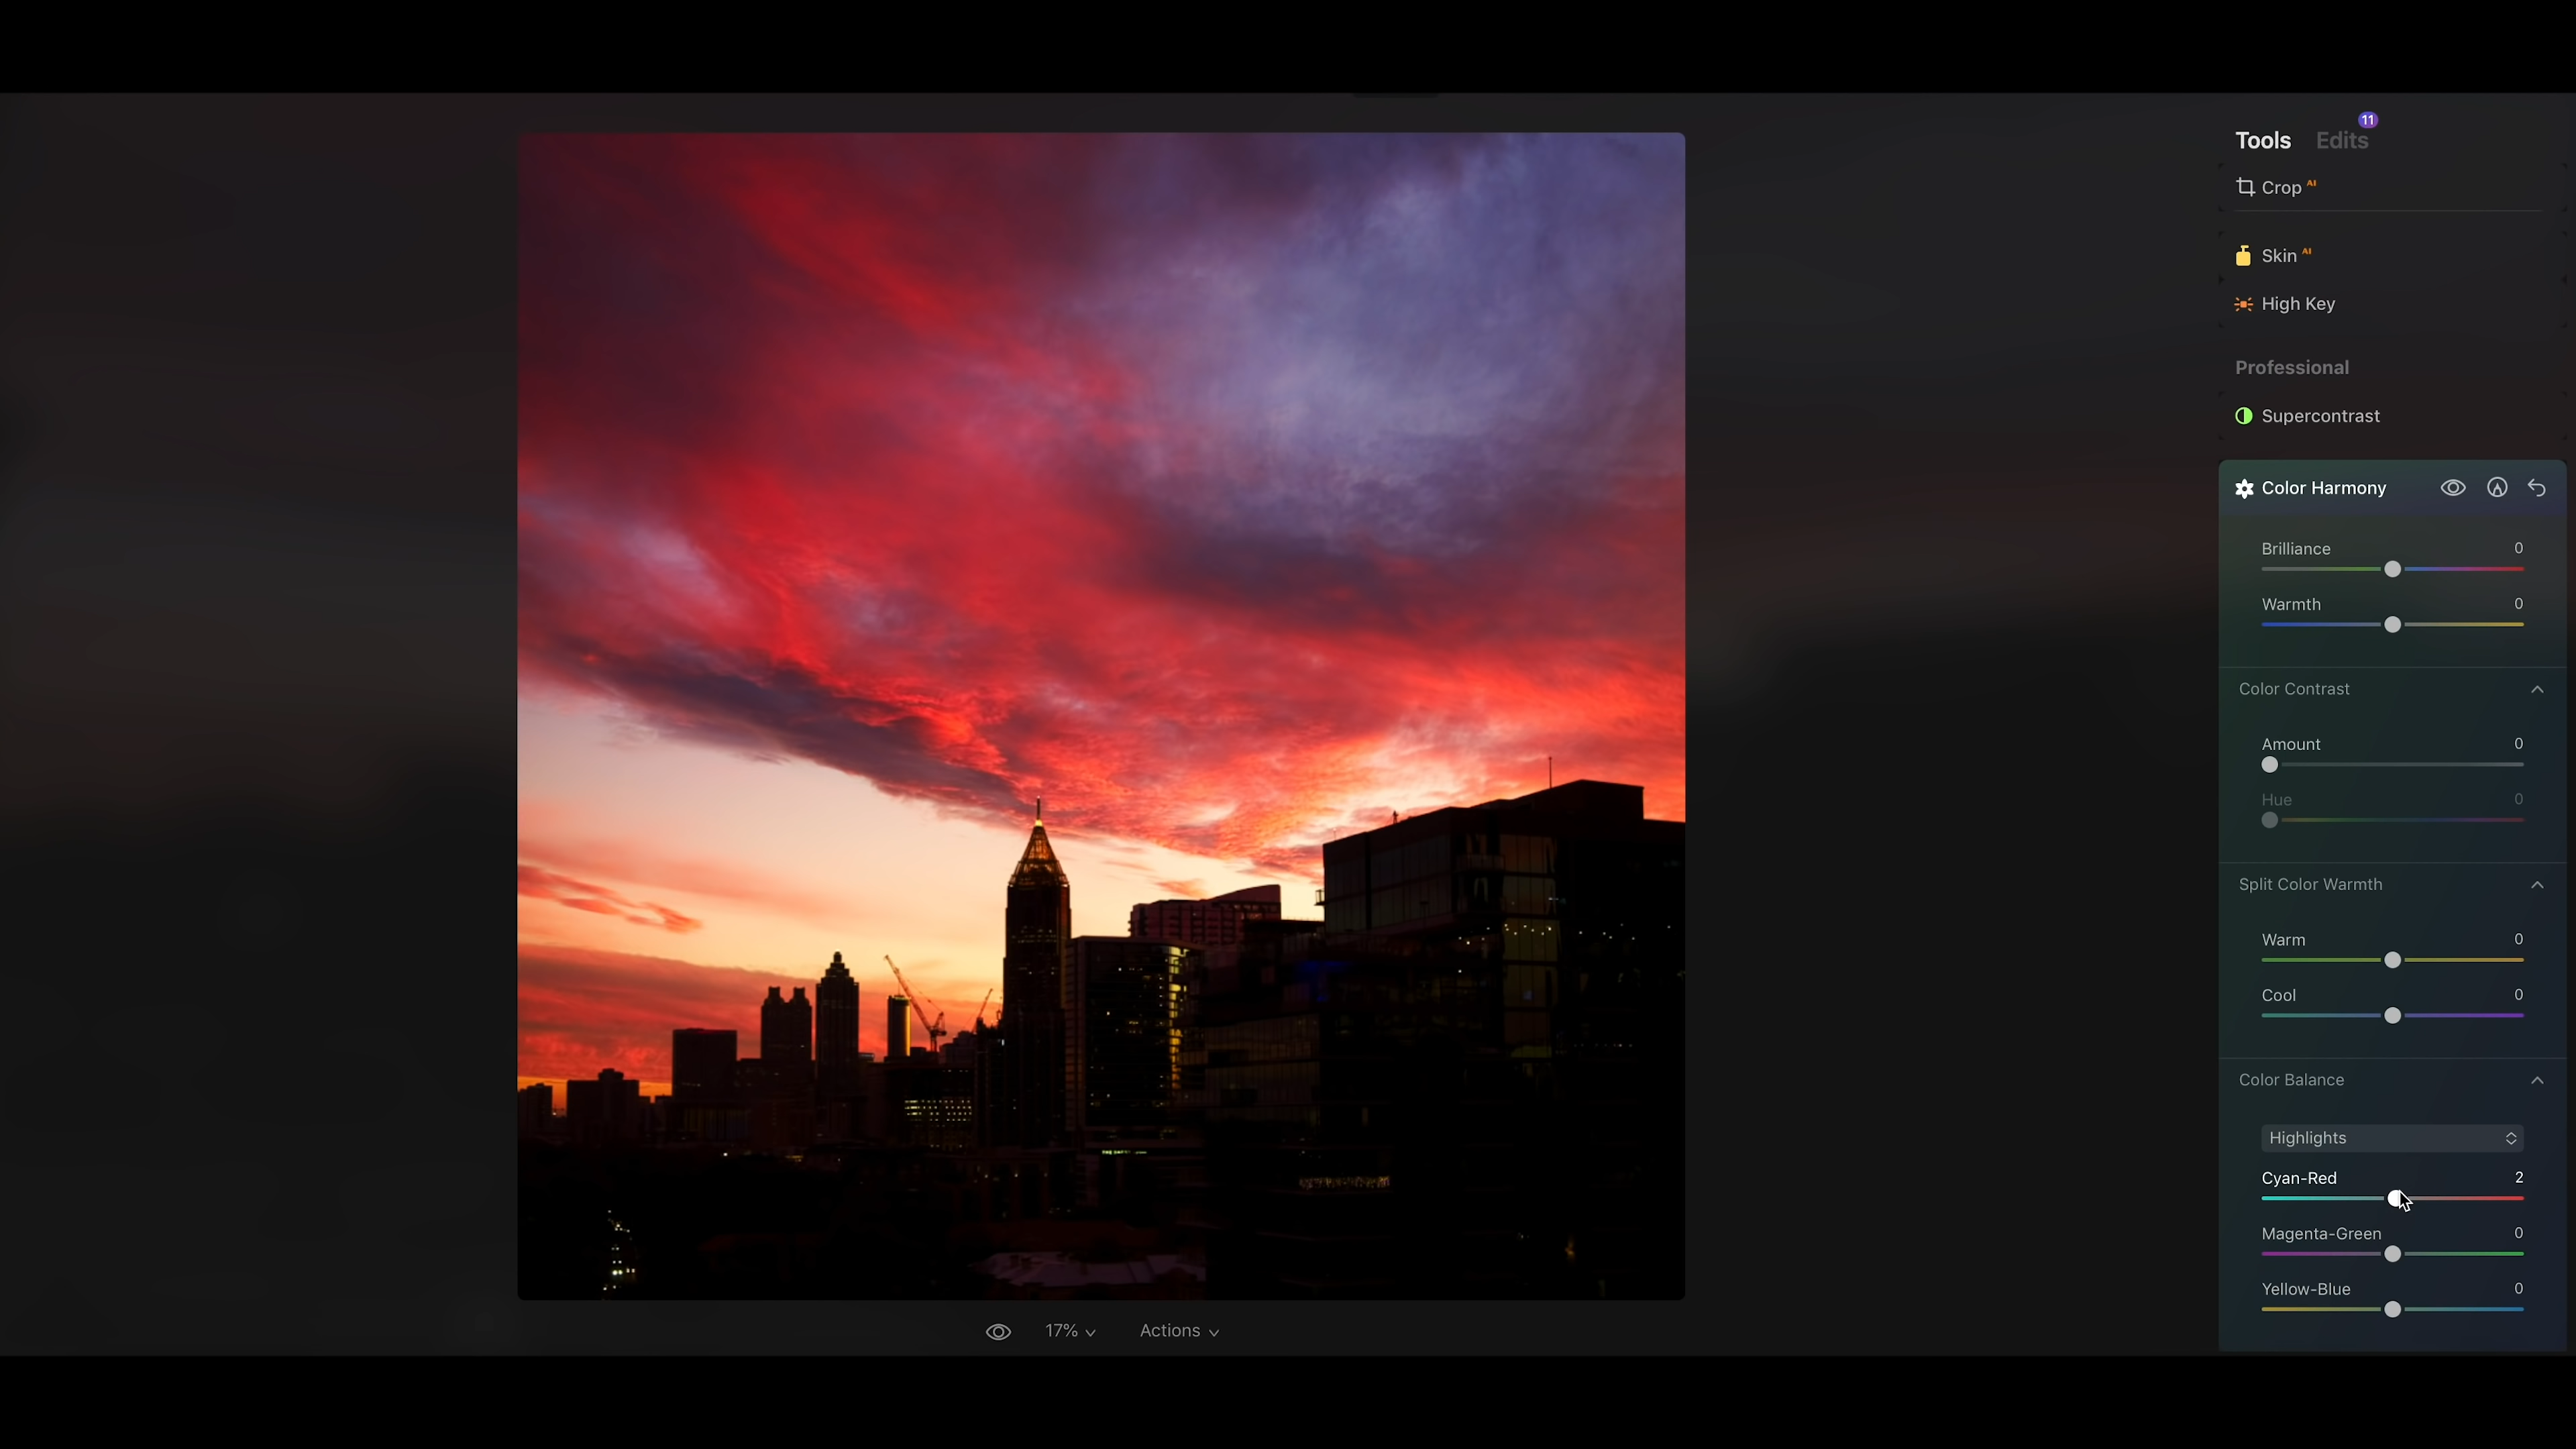 Tools Edits 11
Crop AI
Skin AI
High Key
Professional
Supercontrast
Color Harmony
Brilliance 0
Warmth 0
Color Contrast
Amount 0
Hue 0
Split Color Warmth
Warm 0
Cool 0
Color Balance
Highlights
Cyan-Red 2
Magenta-Green 0
Yellow-Blue 0
17% Actions